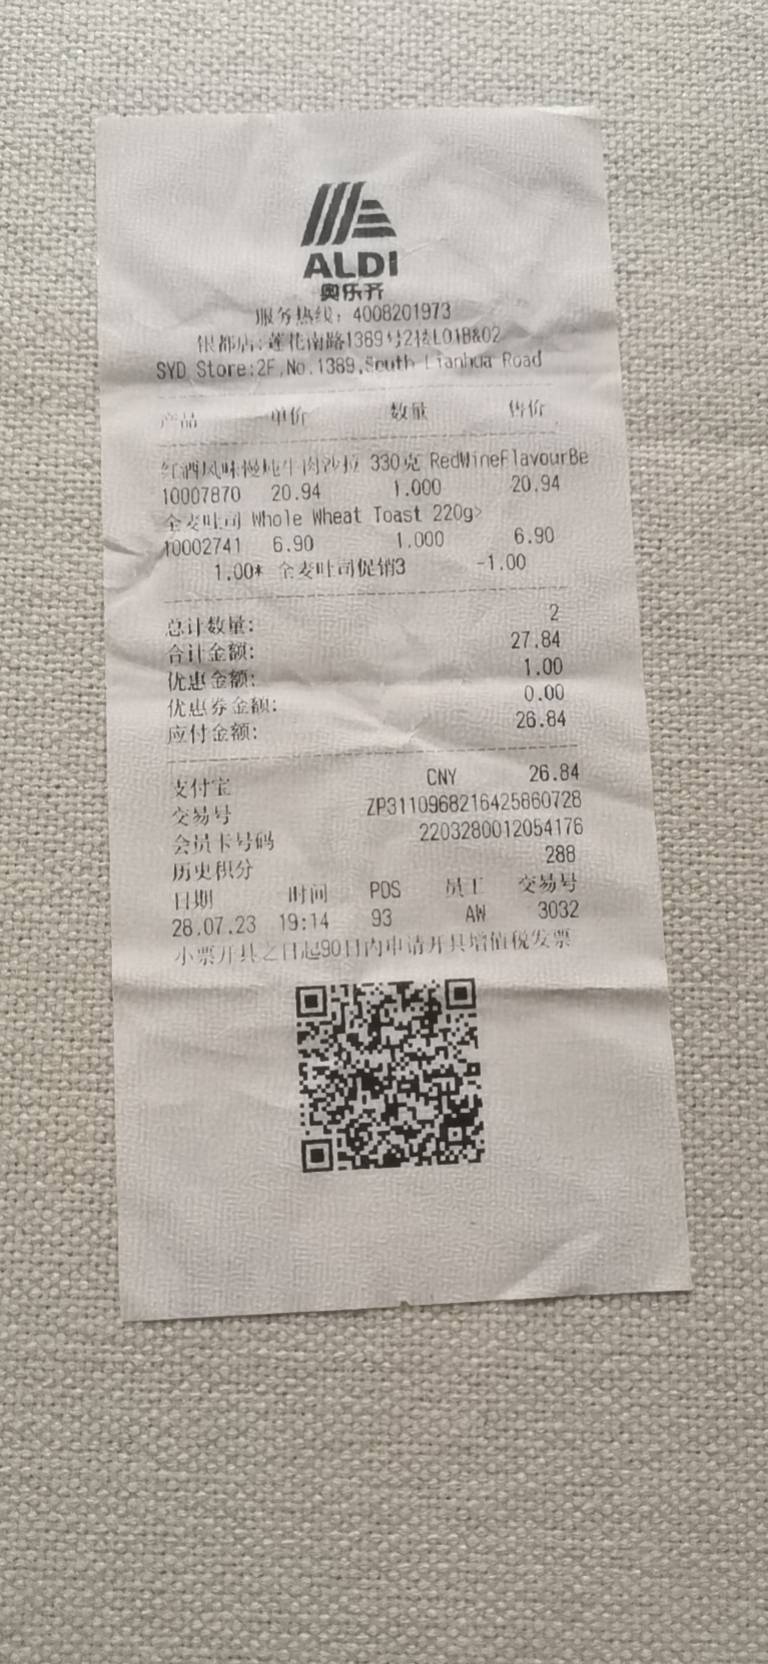 ALDI
奥乐齐
服务热线：4008201973
银都店:莲花南路1389号2楼L01B&02
SYD Store:2F,No.1389,South Lianhua Road
产品 单价 数量 售价
红酒风味慢炖牛肉沙拉 330克 RedWineFlavourBe
10007870 20.94 1.000 20.94
全麦吐司 Whole Wheat Toast 220g>
10002741 6.90 1.000 6.90
1.00* 全麦吐司促销3 -1.00
总计数量: 2
合计金额: 27.84
优惠金额: 1.00
优惠券金额: 0.00
应付金额: 26.84
支付宝 CNY 26.84
交易号 ZP3110968216425860728
会员卡号码 2203280012054176
历史积分 288
日期 时间 POS 员工 交易号
28.07.23 19:14 93 AW 3032
小票开具之日起90日内申请开具增值税发票